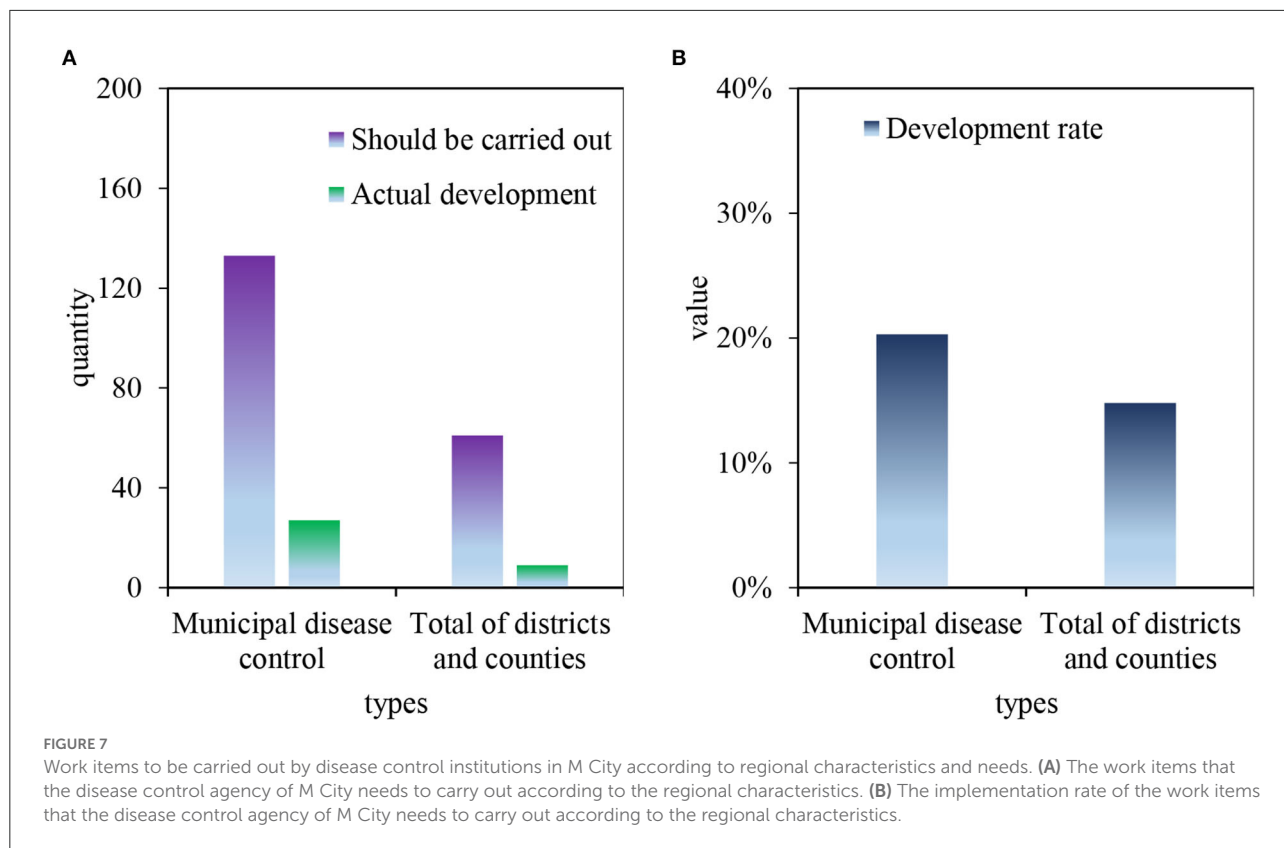 A
200
160
120
80
40
0
quantity
Should be carried out
Actual development
Municipal disease
control
Total of districts
and counties
types
B
40%
30%
20%
10%
0%
value
Development rate
Municipal disease
control
Total of districts
and counties
types
FIGURE 7
Work items to be carried out by disease control institutions in M City according to regional characteristics and needs. (A) The work items that
the disease control agency of M City needs to carry out according to the regional characteristics. (B) The implementation rate of the work items
that the disease control agency of M City needs to carry out according to the regional characteristics.